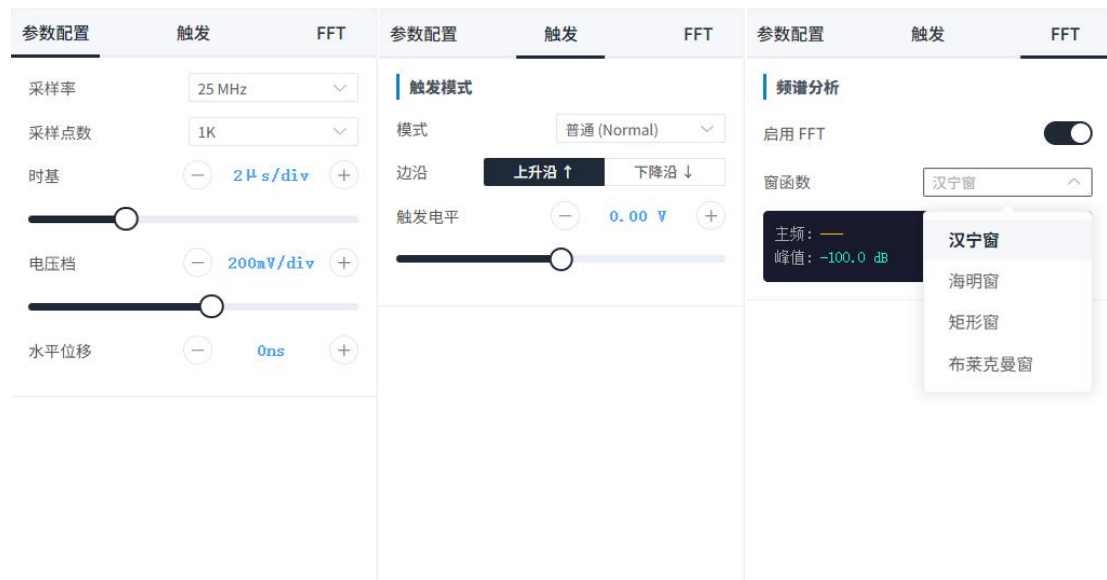 参数配置 触发 FFT
采样率 25 MHz
采样点数 1K
时基 2μs/div
电压档 200mV/div
水平位移 0ns
参数配置 触发 FFT
触发模式
模式 普通 (Normal)
边沿 上升沿 ↑ 下降沿 ↓
触发电平 0.00 V
参数配置 触发 FFT
频谱分析
启用 FFT
窗函数 汉宁窗
主频: ——
峰值: -100.0 dB
汉宁窗
海明窗
矩形窗
布莱克曼窗